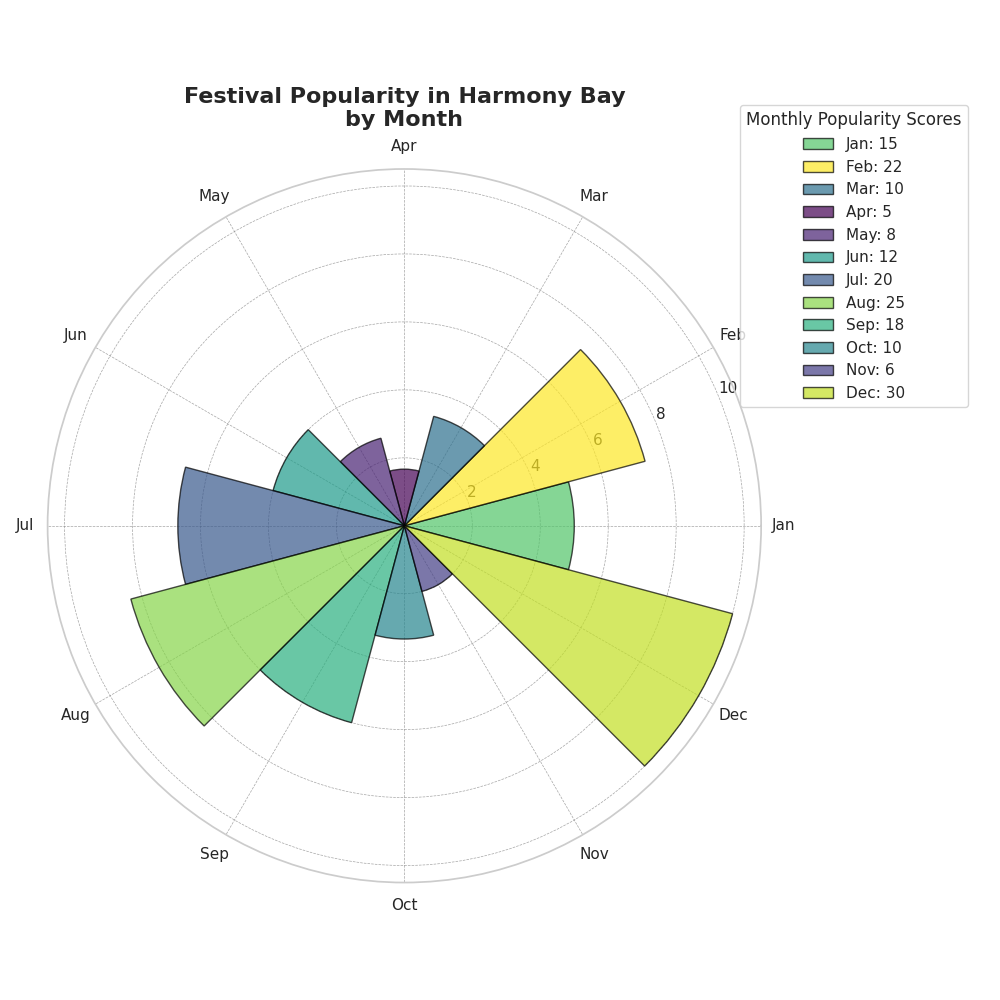 Festival Popularity in Harmony Bay
by Month
Monthly Popularity Scores
Jan: 15
Feb: 22
Mar: 10
Apr: 5
May: 8
Jun: 12
Jul: 20
Aug: 25
Sep: 18
Oct: 10
Nov: 6
Dec: 30
Apr
May
Mar
Jun
Feb
10
8
6
4
2
Jul
Jan
Aug
Dec
Sep
Nov
Oct